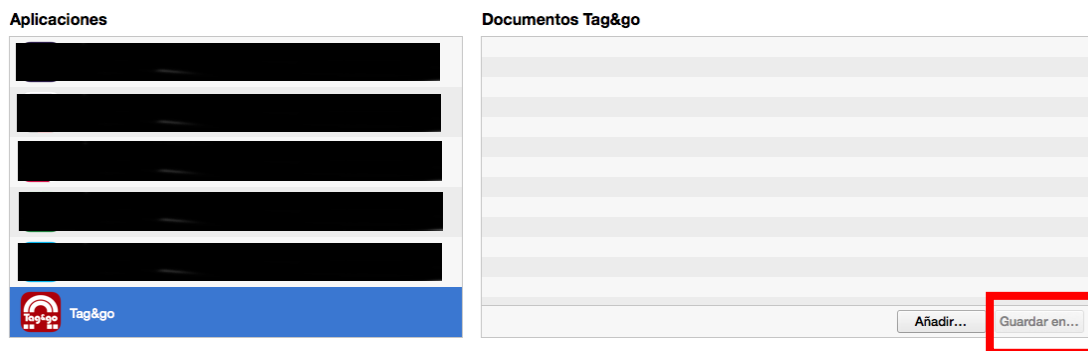 Aplicaciones
Documentos Tag&go
Tag&go
Tag&go
Añadir...
Guardar en...